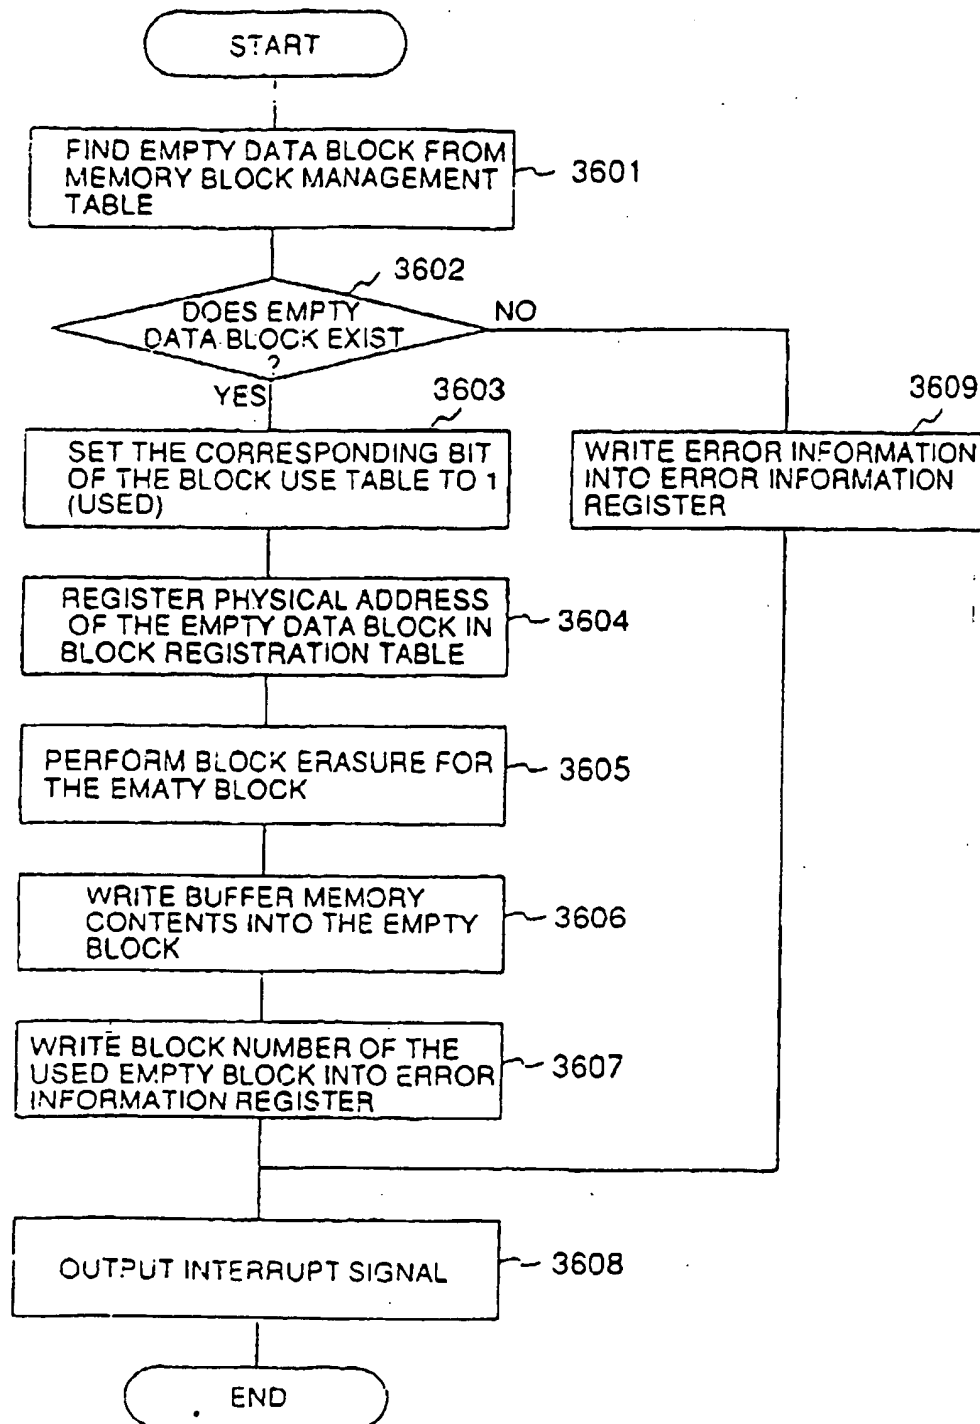 START
FIND EMPTY DATA BLOCK FROM
MEMORY BLOCK MANAGEMENT
TABLE
3601
3602
DOES EMPTY
DATA BLOCK EXIST
?
NO
YES
3603
SET THE CORRESPONDING BIT
OF THE BLOCK USE TABLE TO 1
(USED)
3609
WRITE ERROR INFORMATION
INTO ERROR INFORMATION
REGISTER
REGISTER PHYSICAL ADDRESS
OF THE EMPTY DATA BLOCK IN
BLOCK REGISTRATION TABLE
3604
PERFORM BLOCK ERASURE FOR
THE EMATY BLOCK
3605
WRITE BUFFER MEMORY
CONTENTS INTO THE EMPTY
BLOCK
3606
WRITE BLOCK NUMBER OF THE
USED EMPTY BLOCK INTO ERROR
INFORMATION REGISTER
3607
OUTPUT INTERRUPT SIGNAL
3608
END